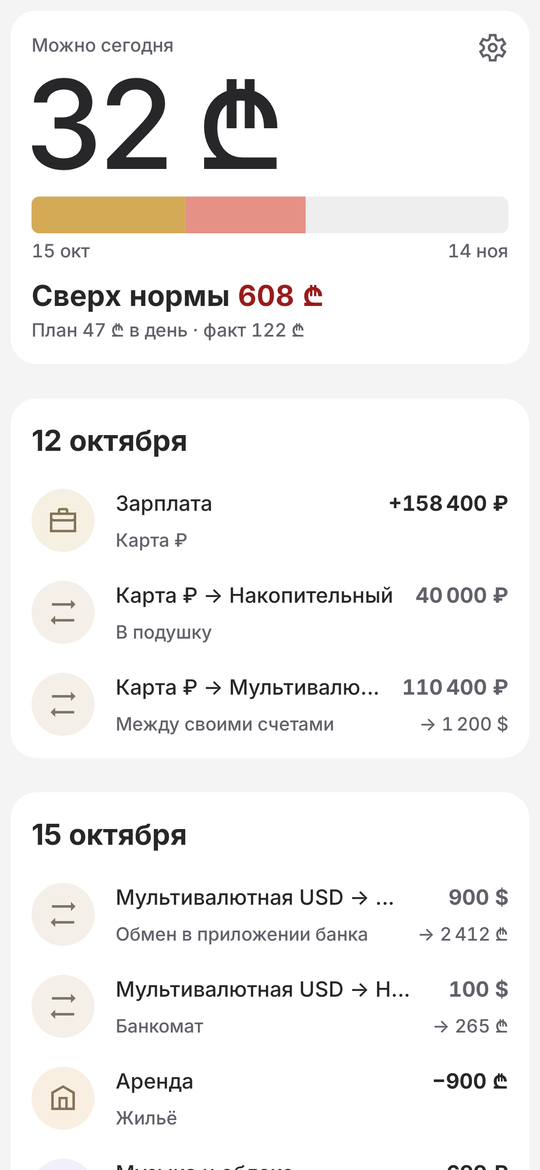 Можно сегодня
32 ₾
15 окт 14 ноя
Сверх нормы 608 ₾
План 47 ₾ в день · факт 122 ₾
12 октября
Зарплата +158 400 ₽
Карта ₽
Карта ₽ → Накопительный 40 000 ₽
В подушку
Карта ₽ → Мультивалю... 110 400 ₽
Между своими счетами → 1 200 $
15 октября
Мультивалютная USD → ... 900 $
Обмен в приложении банка → 2 412 ₾
Мультивалютная USD → Н... 100 $
Банкомат → 265 ₾
Аренда −900 ₾
Жильё